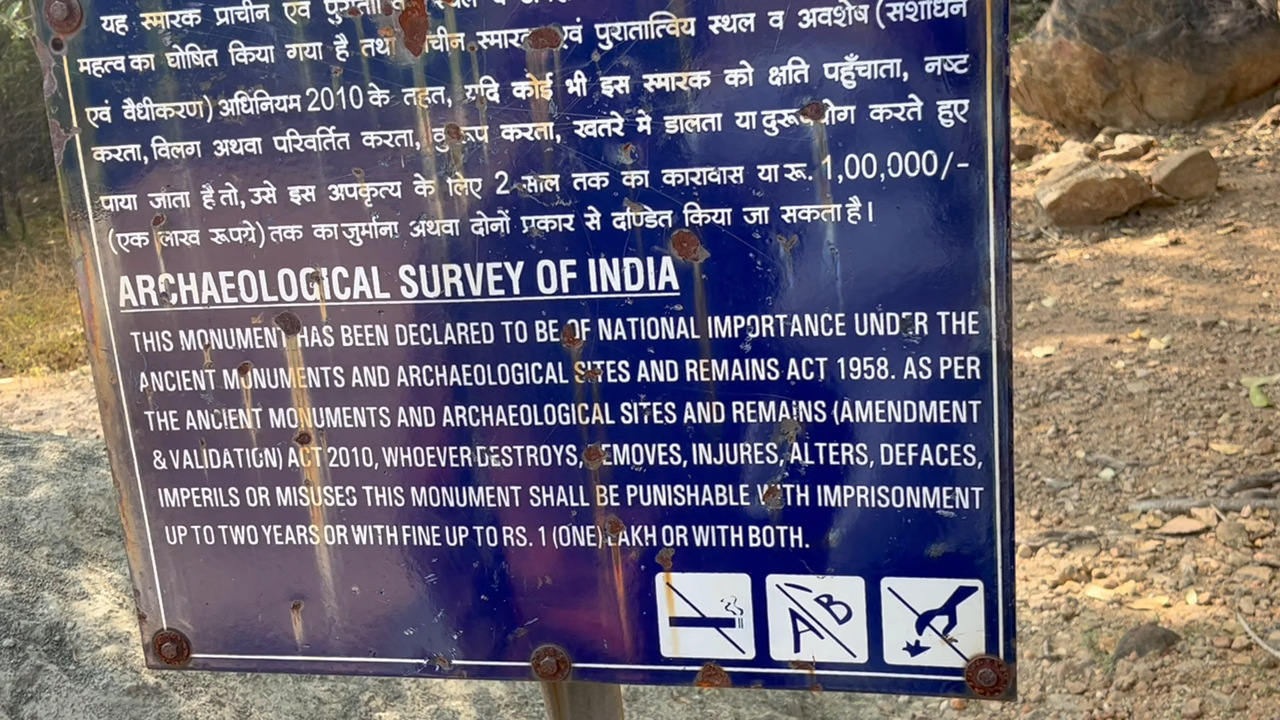 यह स्मारक प्राचीन एवं
महत्व का घोषित किया गया है तथा स्मारक एवं पुरातात्विय स्थल व अवशेष (संशोधन
एवं वैधीकरण) अधिनियम 2010 के तहत, यदि कोई भी इस स्मारक को क्षति पहुँचाता, नष्ट
करता, विलग अथवा परिवर्तित करता, कुरूप करता, खतरे मे डालता या दुरूपयोग करते हुए
पाया जाता है तो, उसे इस अपकृत्य के लिए 2 साल तक का कारावास या रू. 1,00,000/-
(एक लाख रूपये) तक का जुर्माना अथवा दोनों प्रकार से दण्डित किया जा सकता है।
ARCHAEOLOGICAL SURVEY OF INDIA
THIS MONUMENT HAS BEEN DECLARED TO BE OF NATIONAL IMPORTANCE UNDER THE
ANCIENT MONUMENTS AND ARCHAEOLOGICAL SITES AND REMAINS ACT 1958. AS PER
THE ANCIENT MONUMENTS AND ARCHAEOLOGICAL SITES AND REMAINS (AMENDMENT
& VALIDATION) ACT 2010, WHOEVER DESTROYS, REMOVES, INJURES, ALTERS, DEFACES,
IMPERILS OR MISUSES THIS MONUMENT SHALL BE PUNISHABLE WITH IMPRISONMENT
UP TO TWO YEARS OR WITH FINE UP TO RS. 1 (ONE) LAKH OR WITH BOTH.
A B